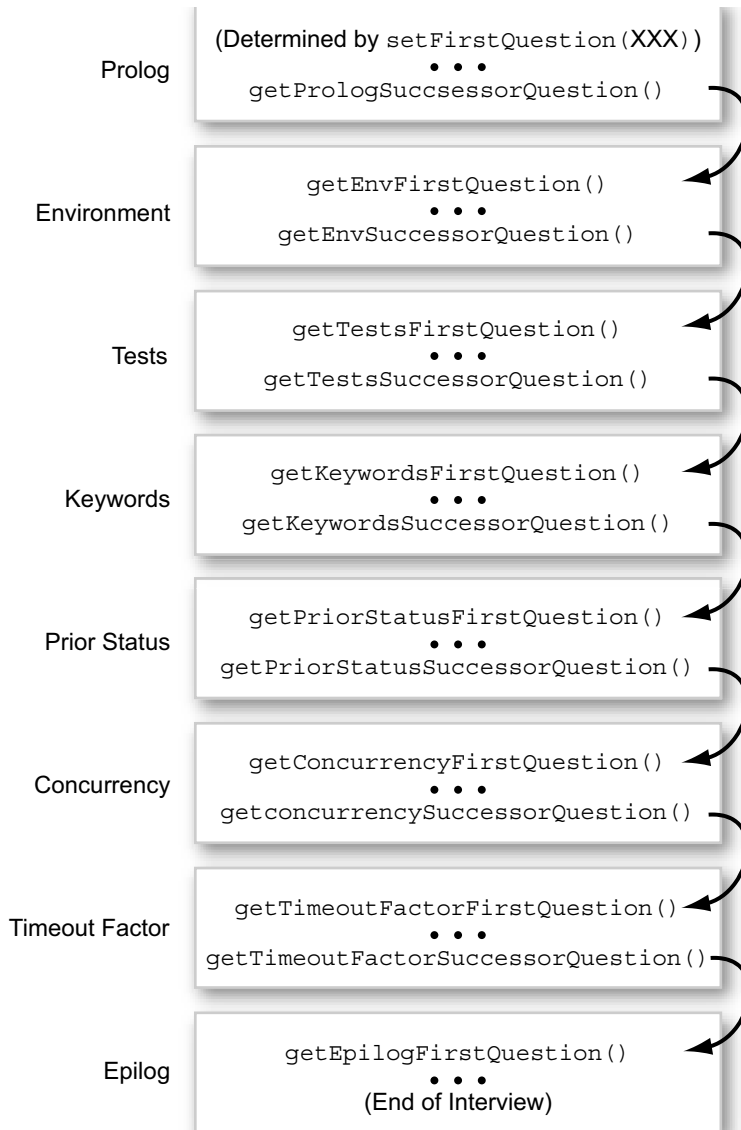 (Determined by setFirstQuestion(XXX))
• • •
Prolog
getPrologSuccsessorQuestion()
getEnvFirstQuestion()
• • •
Environment
getEnvSuccessorQuestion()
getTestsFirstQuestion()
• • •
Tests
getTestsSuccessorQuestion()
getKeywordsFirstQuestion()
• • •
Keywords
getKeywordsSuccessorQuestion()
getPriorStatusFirstQuestion()
• • •
Prior Status
getPriorStatusSuccessorQuestion()
getConcurrencyFirstQuestion()
• • •
Concurrency
getconcurrencySuccessorQuestion()
getTimeoutFactorFirstQuestion()
• • •
Timeout Factor
getTimeoutFactorSuccessorQuestion()
getEpilogFirstQuestion()
• • •
Epilog
(End of Interview)